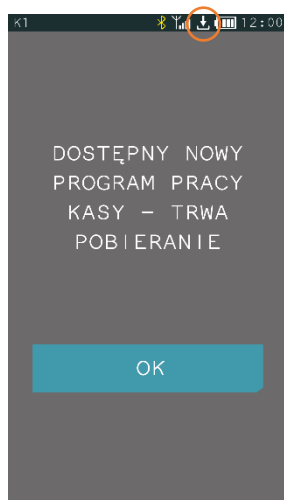 K1 12:00
DOSTĘPNY NOWY
PROGRAM PRACY
KASY – TRWA
POBIERANIE
OK